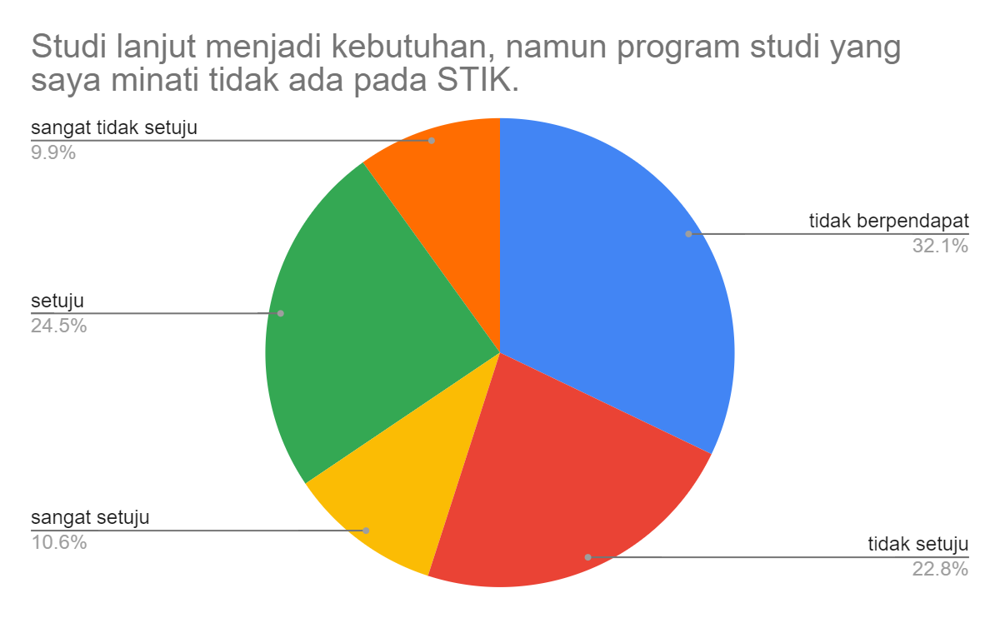 Studi lanjut menjadi kebutuhan, namun program studi yang
saya minati tidak ada pada STIK.
sangat tidak setuju
9.9%
tidak berpendapat
32.1%
setuju
24.5%
sangat setuju
10.6%
tidak setuju
22.8%